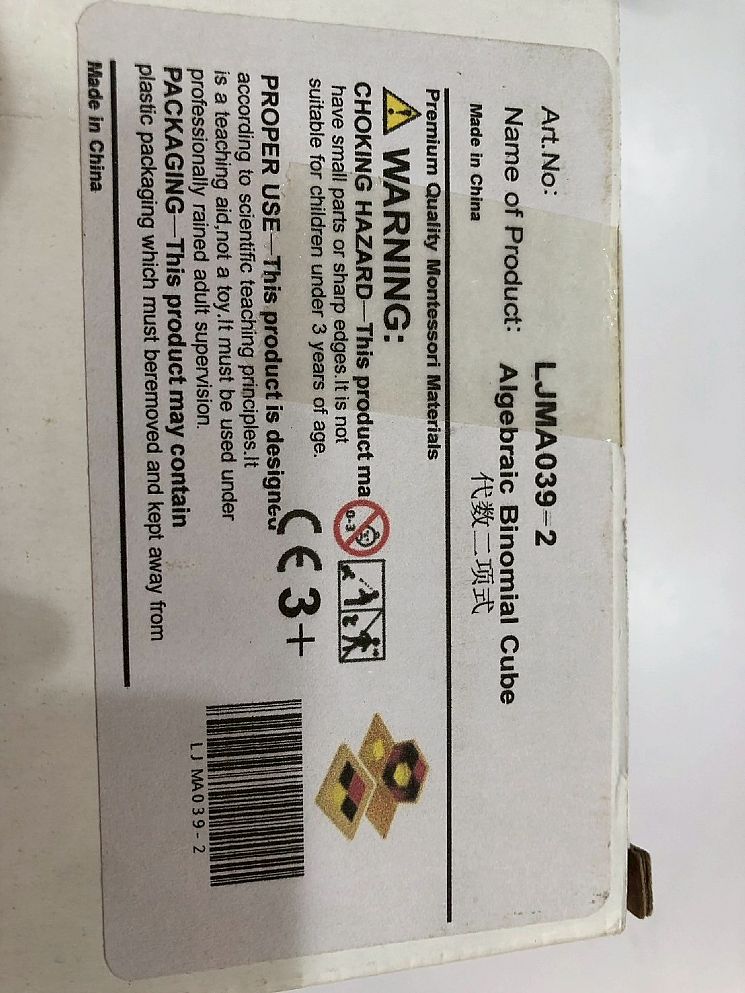 Art.No: LJMA039-2
Name of Product: Algebraic Binomial Cube
代数二项式
Made in China
Premium Quality Montessori Materials
WARNING:
CHOKING HAZARD—This product ma
have small parts or sharp edges.It is not
suitable for children under 3 years of age.
0-3
PROPER USE—This product is designed
according to scientific teaching principles.It
is a teaching aid,not a toy.It must be used under
professionally rained adult supervision.
CE 3+
PACKAGING—This product may contain
plastic packaging which must beremoved and kept away from
Made in China
LJMA039-2